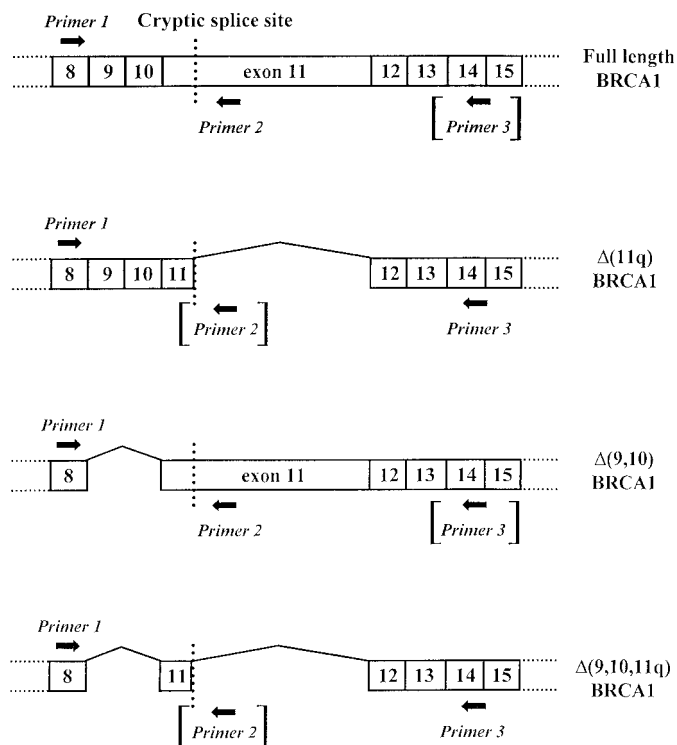 Primer 1 Cryptic splice site
8 9 10 exon 11 12 13 14 15 Full length
BRCA1
Primer 2 Primer 3
Primer 1
8 9 10 11 12 13 14 15 Δ(11q)
BRCA1
Primer 2 Primer 3
Primer 1
8 exon 11 12 13 14 15 Δ(9,10)
BRCA1
Primer 2 Primer 3
Primer 1
8 11 12 13 14 15 Δ(9,10,11q)
BRCA1
Primer 2 Primer 3